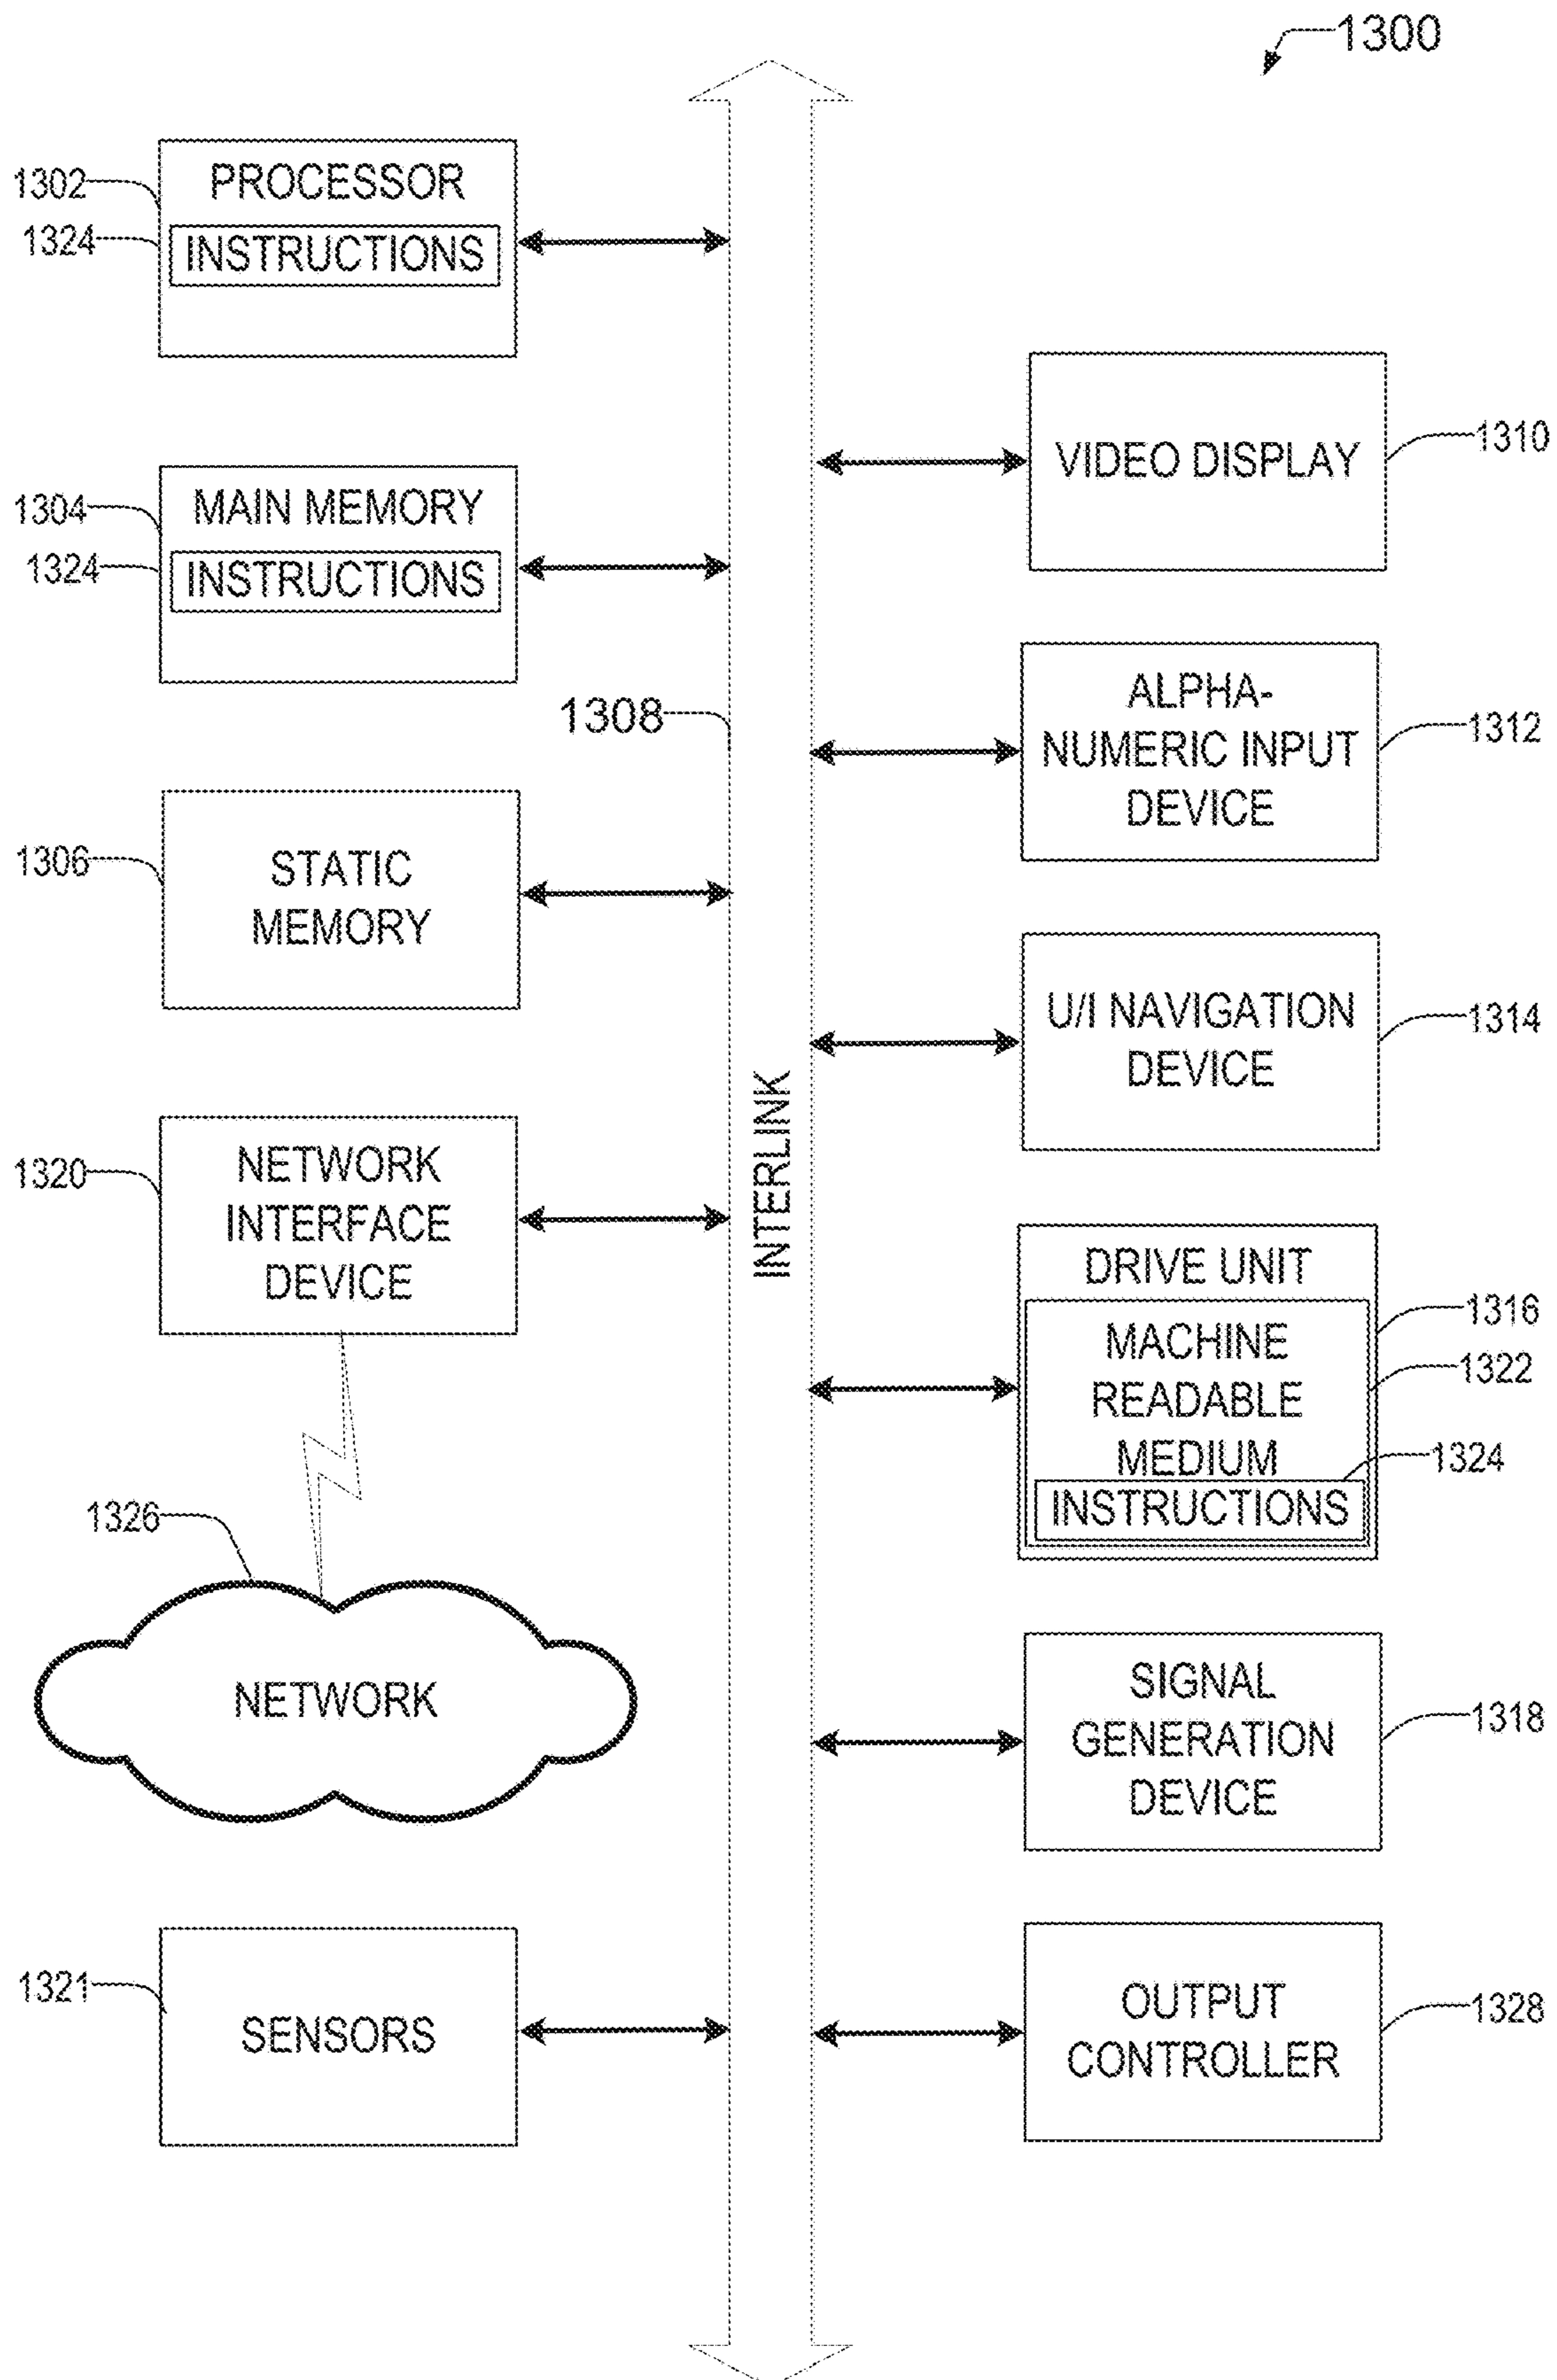 1300
1302
PROCESSOR
1324
INSTRUCTIONS
1304
MAIN MEMORY
1324
INSTRUCTIONS
1308
1306
STATIC
MEMORY
1320
NETWORK
INTERFACE
DEVICE
1326
NETWORK
1321
SENSORS
INTERLINK
VIDEO DISPLAY
1310
ALPHA-
NUMERIC INPUT
DEVICE
1312
U/I NAVIGATION
DEVICE
1314
DRIVE UNIT
1316
MACHINE
READABLE
MEDIUM
1322
1324
INSTRUCTIONS
SIGNAL
GENERATION
DEVICE
1318
OUTPUT
CONTROLLER
1328